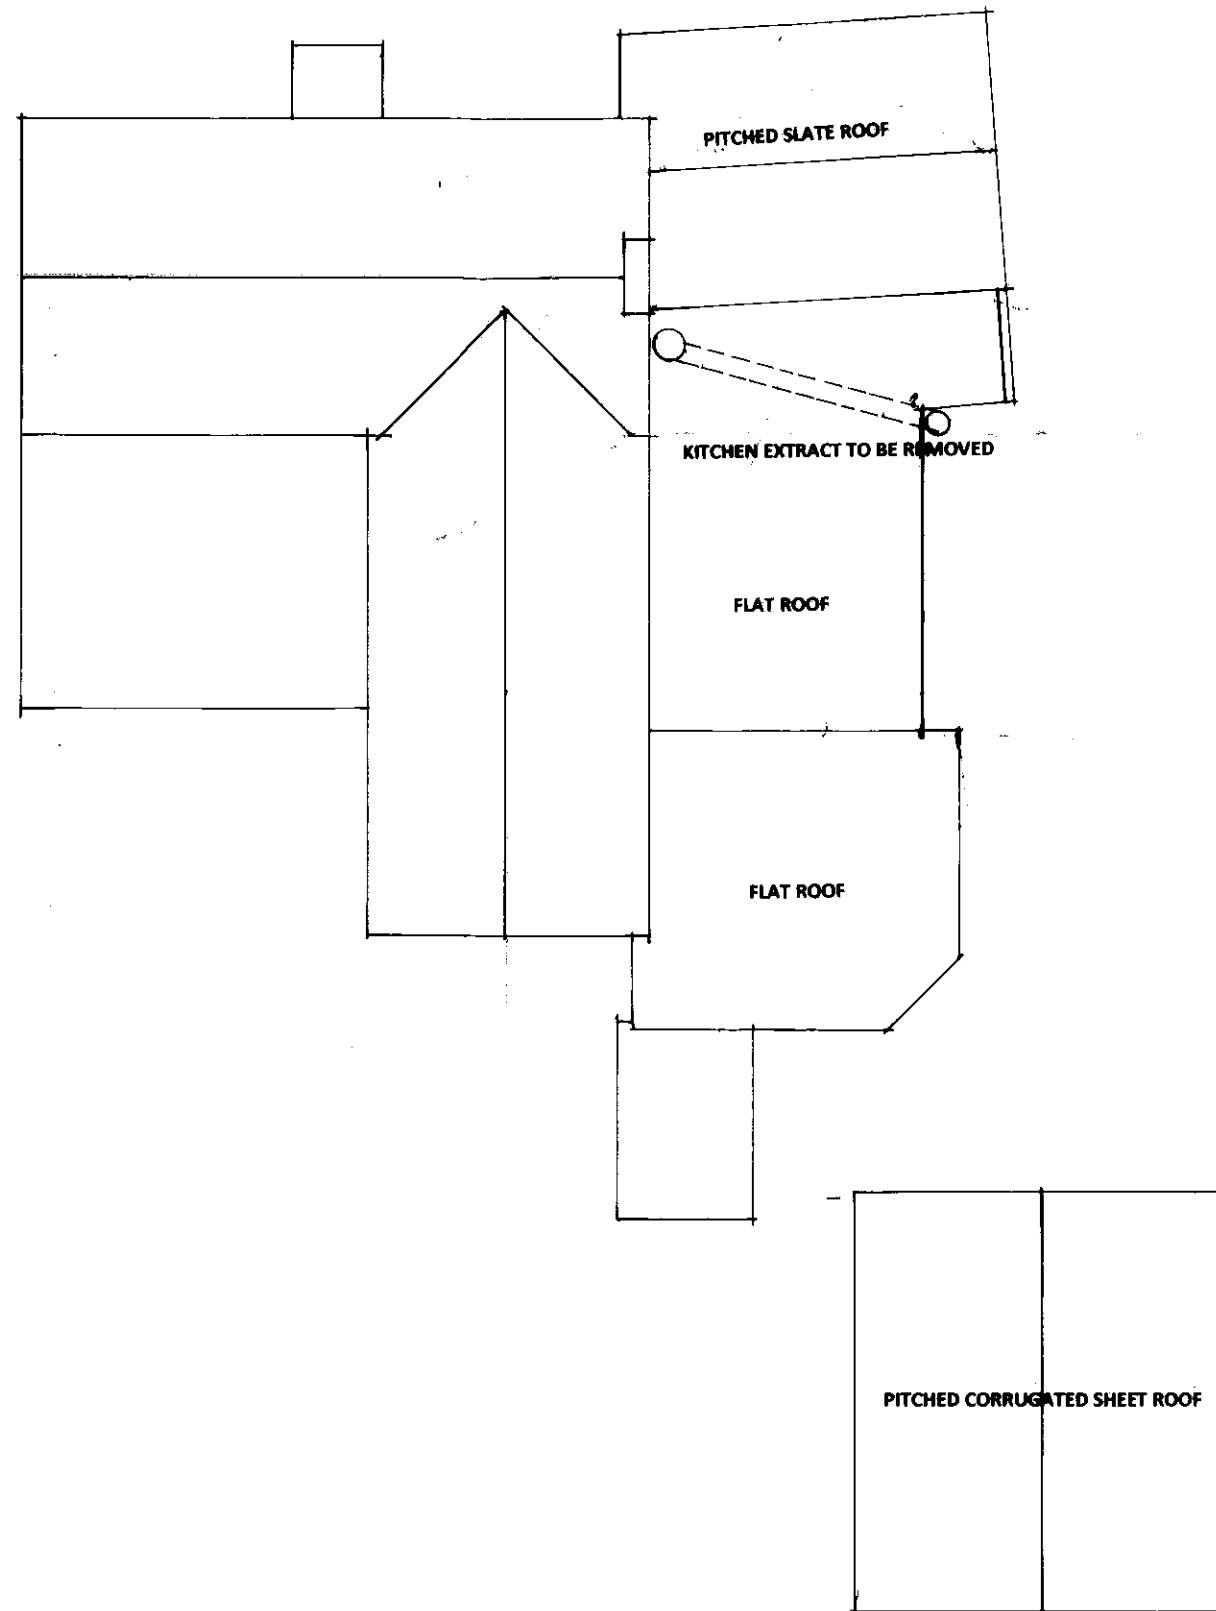 PITCHED SLATE ROOF
KITCHEN EXTRACT TO BE REMOVED
FLAT ROOF
FLAT ROOF
PITCHED CORRUGATED SHEET ROOF